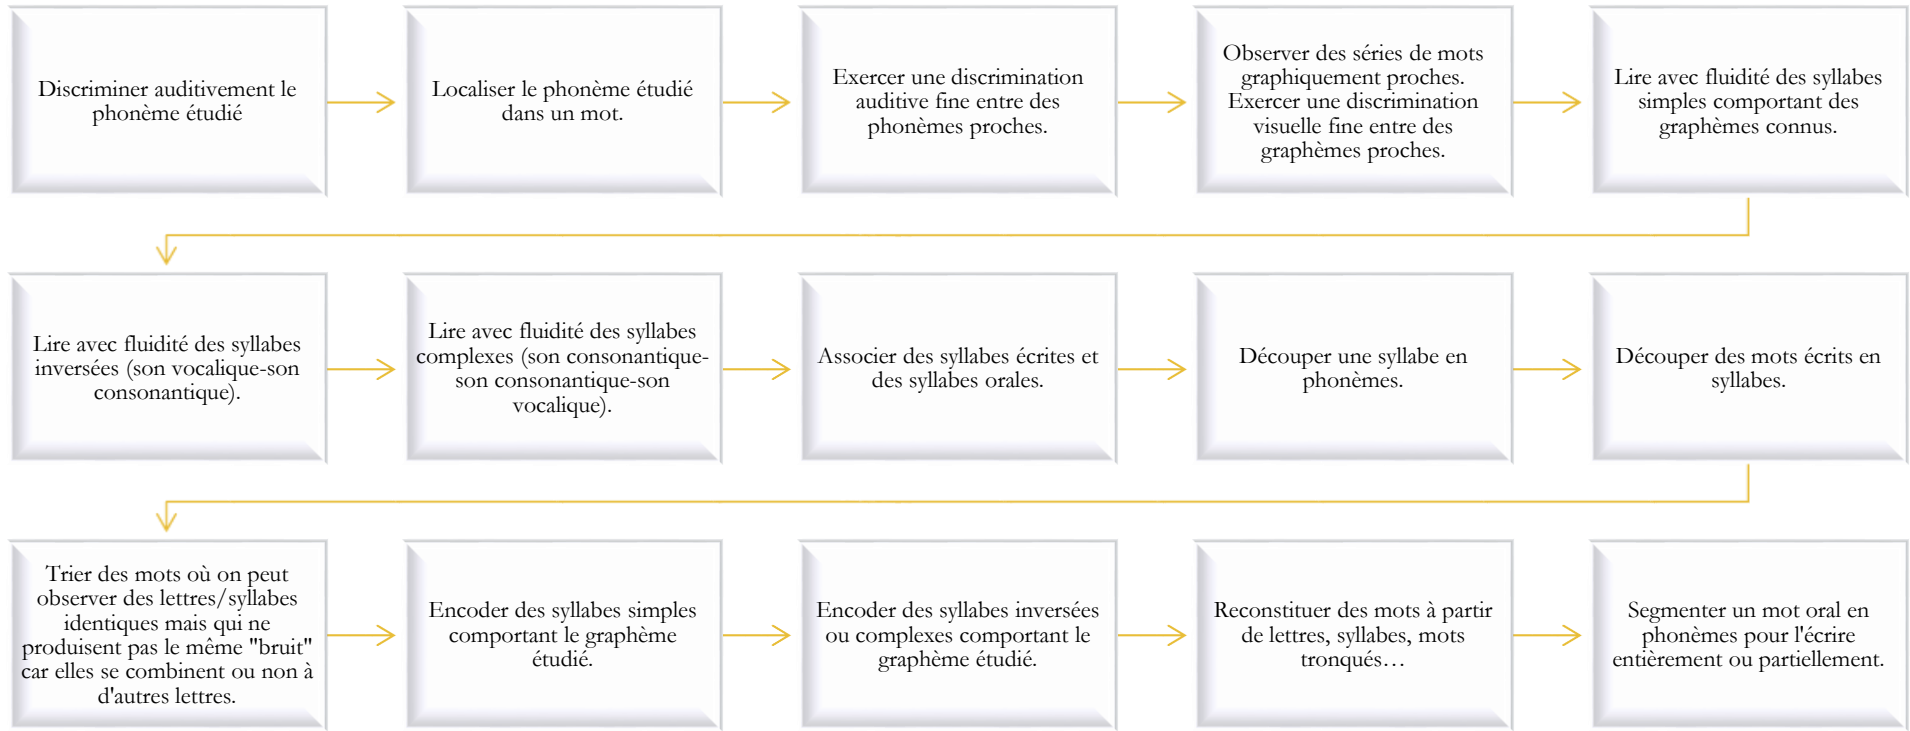 Discriminer auditivement le
phonème étudié
Localiser le phonème étudié
dans un mot.
Exercer une discrimination
auditive fine entre des
phonèmes proches.
Observer des séries de mots
graphiquement proches.
Exercer une discrimination
visuelle fine entre des
graphèmes proches.
Lire avec fluidité des syllabes
simples comportant des
graphèmes connus.
Lire avec fluidité des syllabes
inversées (son vocalique-son
consonantique).
Lire avec fluidité des syllabes
complexes (son consonantique-
son consonantique-son
vocalique).
Associer des syllabes écrites et
des syllabes orales.
Découper une syllabe en
phonèmes.
Découper des mots écrits en
syllabes.
Trier des mots où on peut
observer des lettres/syllabes
identiques mais qui ne
produisent pas le même "bruit"
car elles se combinent ou non à
d'autres lettres.
Encoder des syllabes simples
comportant le graphème
étudié.
Encoder des syllabes inversées
ou complexes comportant le
graphème étudié.
Reconstituer des mots à partir
de lettres, syllabes, mots
tronqués…
Segmenter un mot oral en
phonèmes pour l'écrire
entièrement ou partiellement.